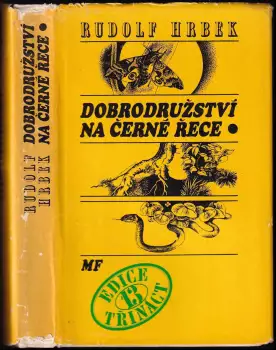 RUDOLF HRBEK
DOBRODRUŽSTVÍ
NA ČERNÉ ŘECE
MF
EDICE
13
TŘINÁCT
RUDOLF HRBEK
DOBRODRUŽSTVÍ
NA ČERNÉ ŘECE